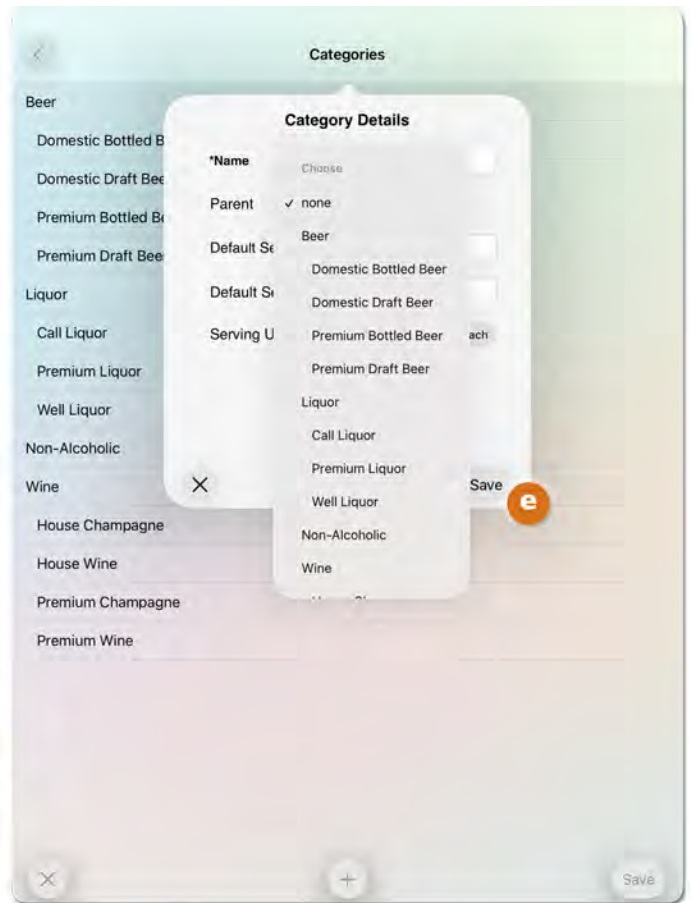 Categories
Beer
Domestic Bottled B
Domestic Draft Bee
Premium Bottled Be
Premium Draft Bee
Liquor
Call Liquor
Premium Liquor
Well Liquor
Non-Alcoholic
Wine
House Champagne
House Wine
Premium Champagne
Premium Wine
Category Details
*Name
Parent
Default Se
Default Si
Serving U
ach
Save
Choose
✓ none
Beer
Domestic Bottled Beer
Domestic Draft Beer
Premium Bottled Beer
Premium Draft Beer
Liquor
Call Liquor
Premium Liquor
Well Liquor
Non-Alcoholic
Wine
e
Save